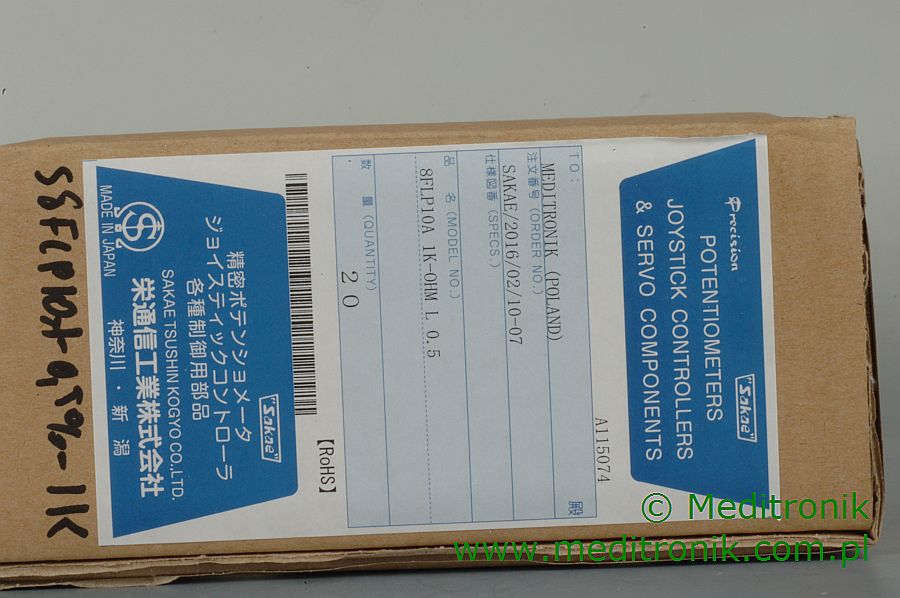 Precision
POTENTIOMETERS
JOYSTICK CONTROLLERS
& SERVO COMPONENTS
"Sakae"
A115074
TO: 殿
MEDITRONIK (POLAND)
注文番号 (ORDER NO.)
SAKAE/2016/02/10-07
仕様図番 (SPECS.)
品 名 (MODEL NO.)
8FLP10A 1K-OHM L 0.5
数 量 (QUANTITY)
20
【RoHS】
"Sakae"
精密ポテンショメータ
ジョイスティックコントローラ
各種制御用部品
SAKAE TSUSHIN KOGYO CO.,LTD.
栄通信工業株式会社
神奈川・新潟
MADE IN JAPAN
S8FLP10A-0,5%-1K
© Meditronik
www.meditronik.com.pl